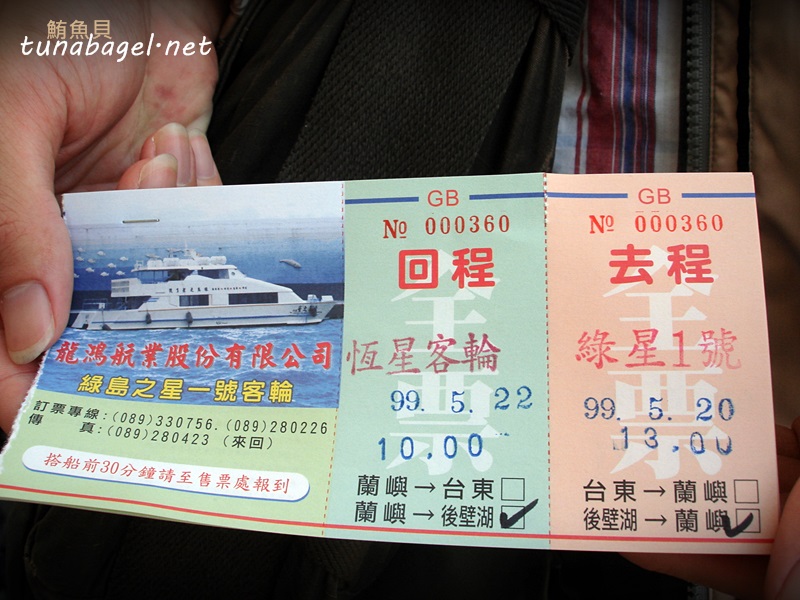 鮪魚貝
tunabagel.net
龍鴻航業股份有限公司
綠島之星一號客輪
訂票專線:(089)330756.(089)280226
傳 真:(089)280423 (來回)
搭船前30分鐘請至售票處報到
GB
№ 000360
回程
全票
恆星客輪
99. 5. 22
10,00
蘭嶼→台東□
蘭嶼→後壁湖☑
GB
№ 000360
去程
全票
綠星1號
99. 5. 20
13,00
台東→蘭嶼□
後壁湖→蘭嶼☑